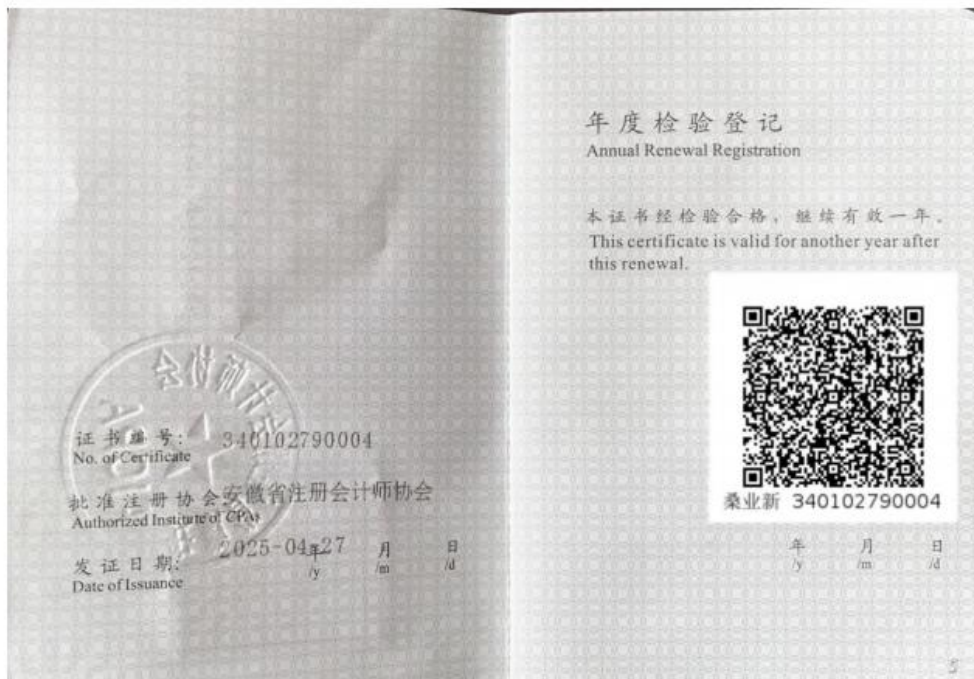 证书编号: 340102790004
No. of Certificate
批准注册协会 安徽省注册会计师协会
Authorized Institute of CPAs
发证日期: 2025-04-27 年 月 日
Date of Issuance /y /m /d
年度检验登记
Annual Renewal Registration
本证书经检验合格，继续有效一年。
This certificate is valid for another year after
this renewal.
桑业新 340102790004
年 月 日
/y /m /d
5